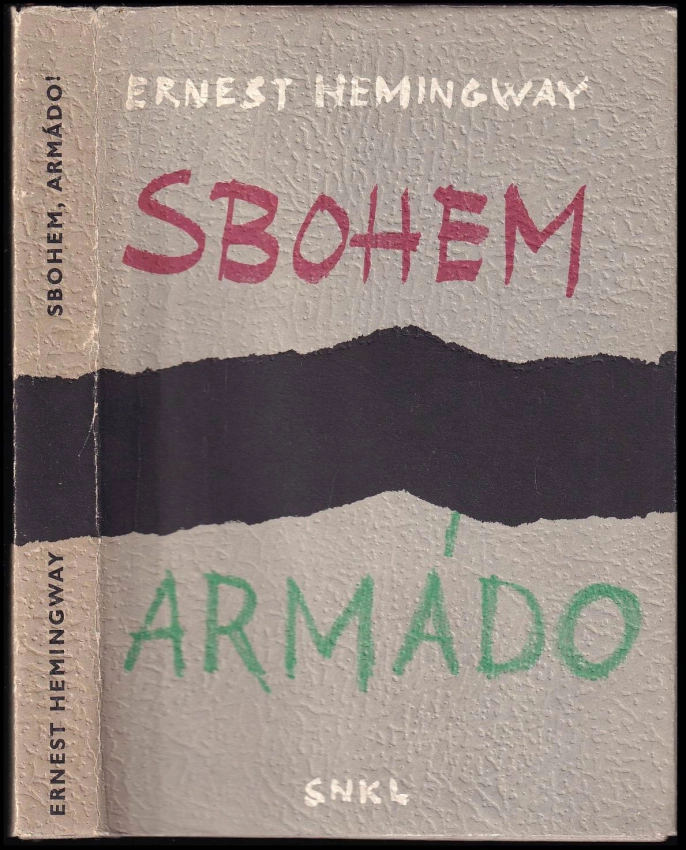 ERNEST HEMINGWAY
SBOHEM
ARMÁDO
SNKL
SBOHEM, ARMÁDO!
ERNEST HEMINGWAY